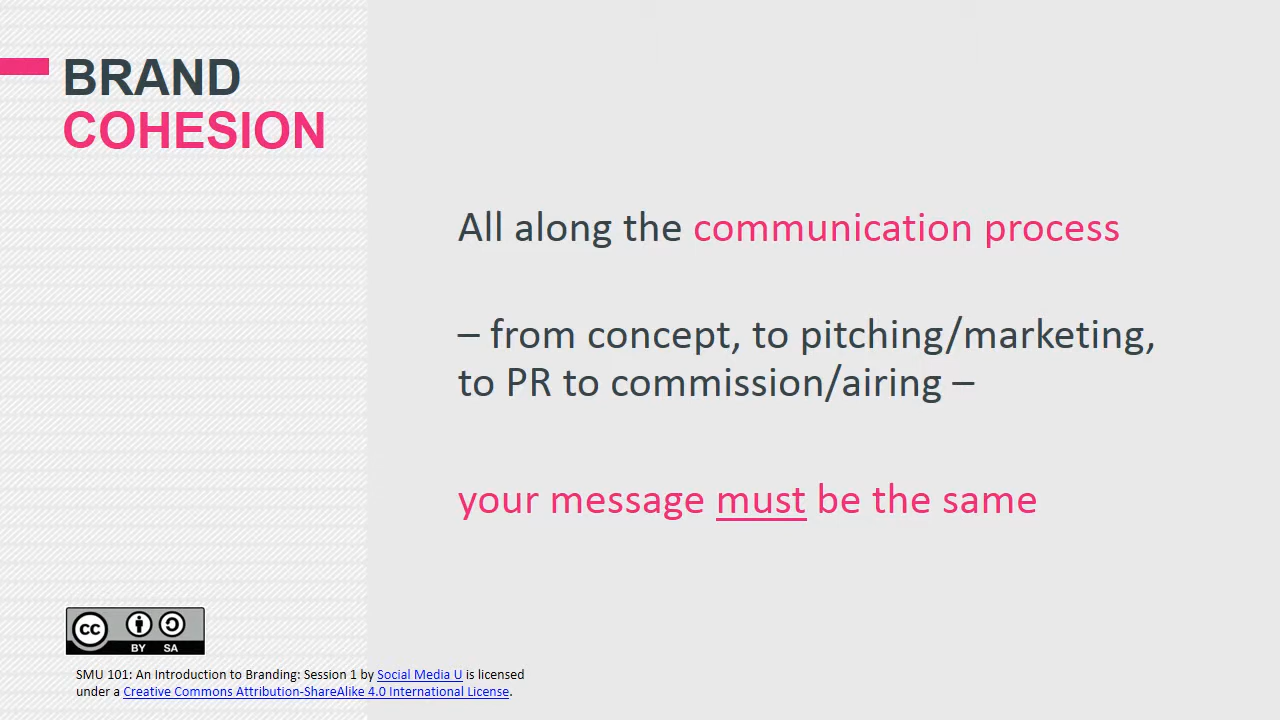 BRAND
COHESION
All along the communication process
– from concept, to pitching/marketing,
to PR to commission/airing –
your message must be the same
CC BY SA
SMU 101: An Introduction to Branding: Session 1 by Social Media U is licensed
under a Creative Commons Attribution-ShareAlike 4.0 International License.